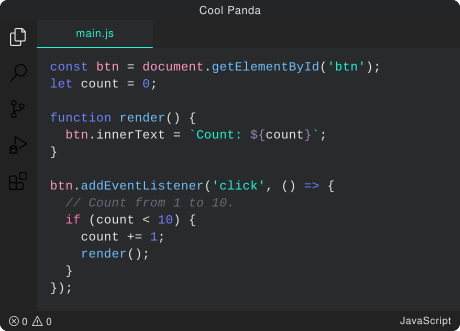 Cool Panda
main.js
const btn = document.getElementById('btn');
let count = 0;
function render() {
  btn.innerText = `Count: ${count}`;
}
btn.addEventListener('click', () => {
  // Count from 1 to 10.
  if (count < 10) {
    count += 1;
    render();
  }
});
0 0 JavaScript